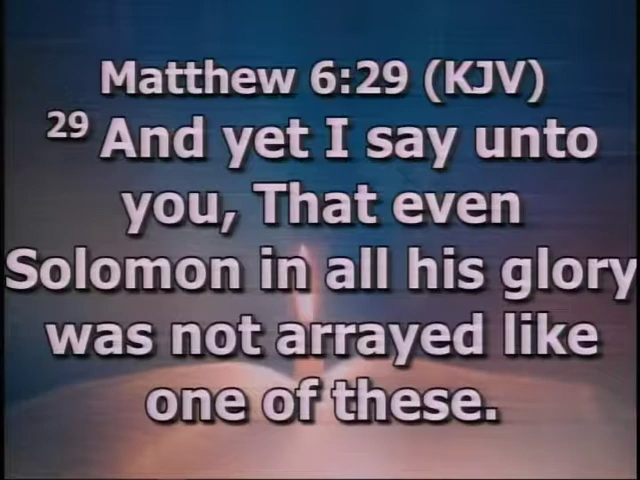 Matthew 6:29 (KJV)
29 And yet I say unto
you, That even
Solomon in all his glory
was not arrayed like
one of these.